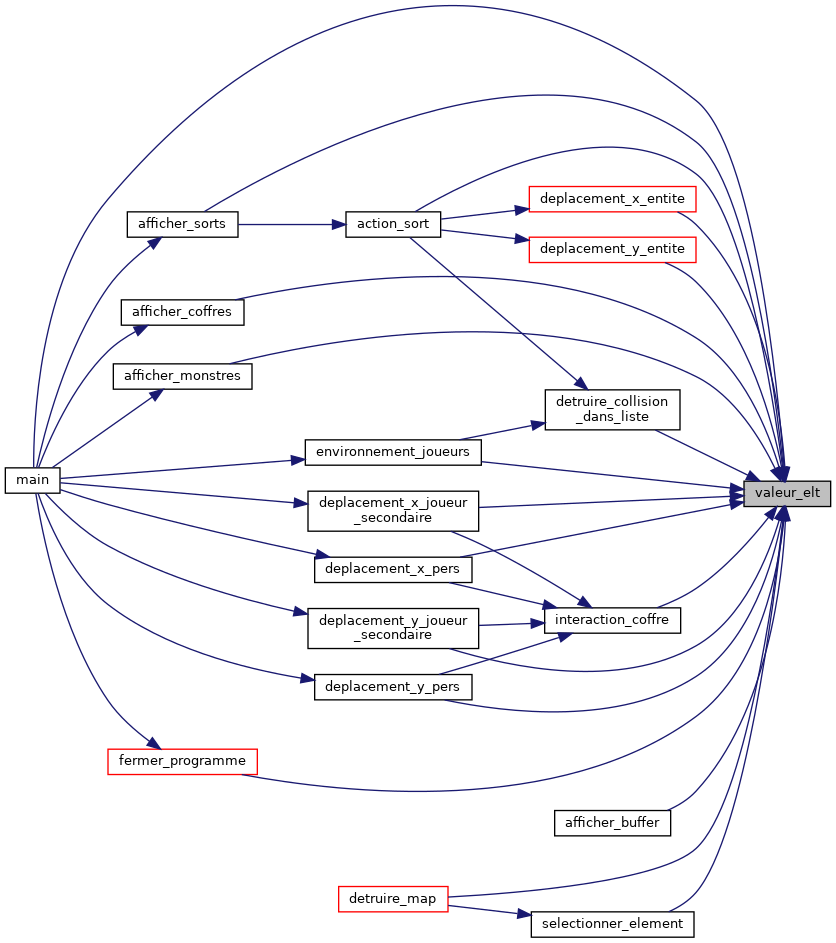 deplacement_x_entite
afficher_sorts
action_sort
deplacement_y_entite
afficher_coffres
afficher_monstres
detruire_collision
_dans_liste
environnement_joueurs
main
valeur_elt
deplacement_x_joueur
_secondaire
deplacement_x_pers
deplacement_y_joueur
_secondaire
interaction_coffre
deplacement_y_pers
fermer_programme
afficher_buffer
detruire_map
selectionner_element